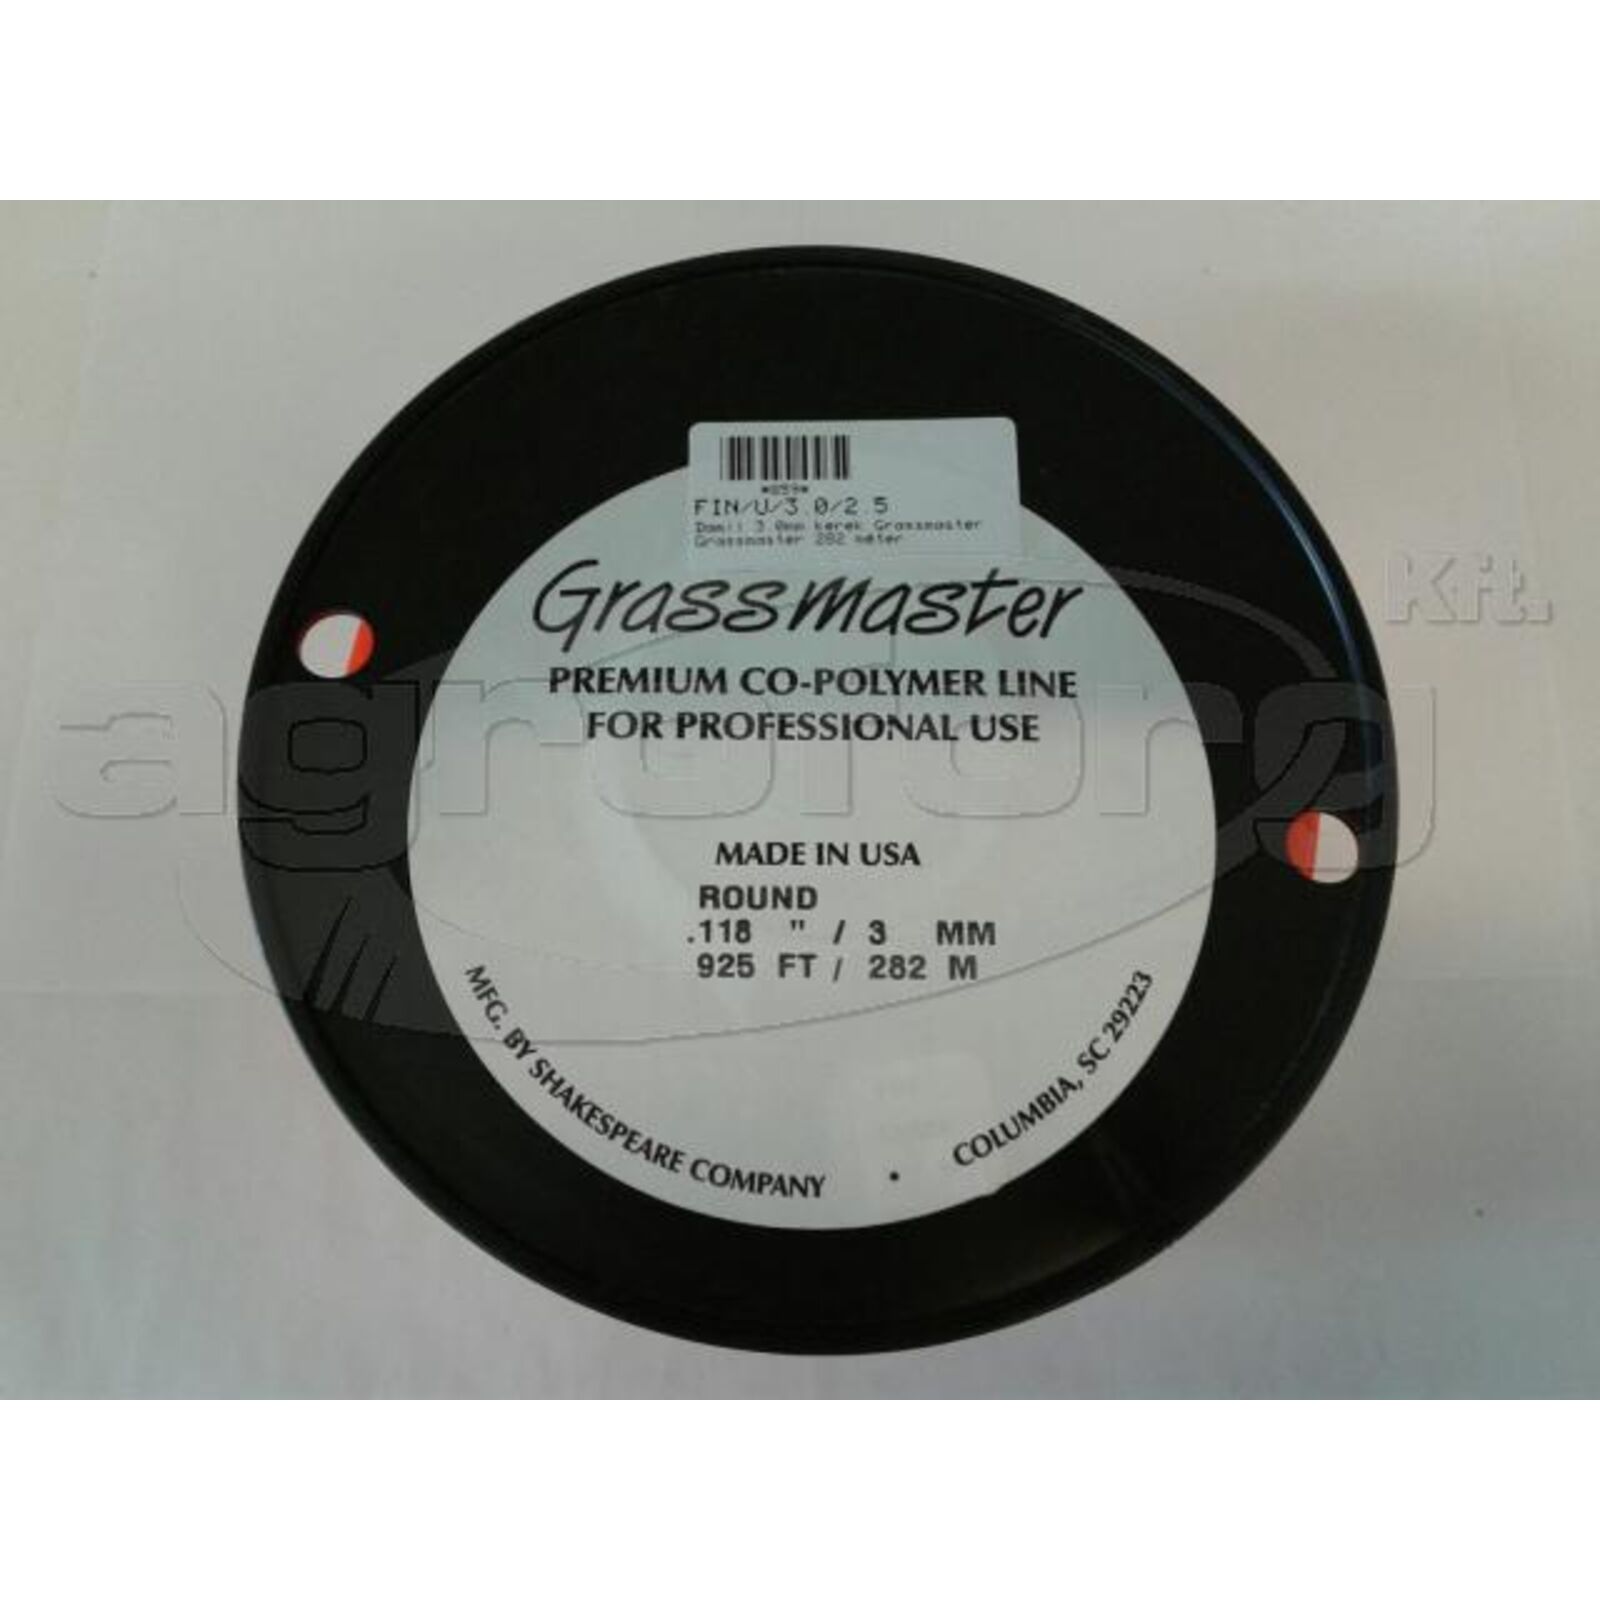 *059*
FIN/U/3.0/2.5
Damil 3.0mm kerek Grassmaster
Grassmaster 282 méter
Grassmaster
PREMIUM CO-POLYMER LINE
FOR PROFESSIONAL USE
Kft.
agroforg
MADE IN USA
ROUND
.118 " / 3 MM
925 FT / 282 M
MFG. BY SHAKESPEARE COMPANY • COLUMBIA, SC 29223